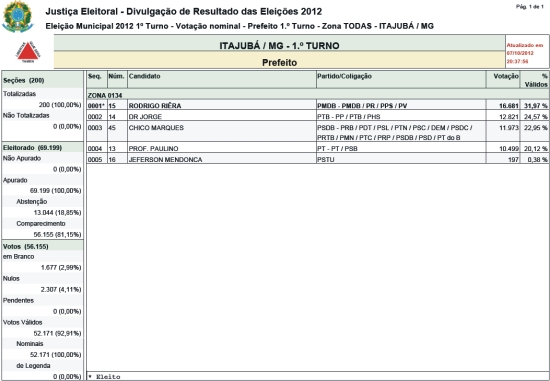 Pág. 1 de 1
Justiça Eleitoral - Divulgação de Resultado das Eleições 2012
Eleição Municipal 2012 1º Turno - Votação nominal - Prefeito 1.º Turno - Zona TODAS - ITAJUBÁ / MG
ITAJUBÁ / MG - 1.º TURNO
Prefeito
Atualizado em
07/10/2012
20:37:56
Seções (200)
Totalizadas
200 (100,00%)
Não Totalizadas
0 (0,00%)
Eleitorado (69.199)
Não Apurado
0 (0,00%)
Apurado
69.199 (100,00%)
Abstenção
13.044 (18,85%)
Comparecimento
56.155 (81,15%)
Votos (56.155)
em Branco
1.677 (2,99%)
Nulos
2.307 (4,11%)
Pendentes
0 (0,00%)
Votos Válidos
52.171 (92,91%)
Nominais
52.171 (100,00%)
de Legenda
0 (0,00%)
Seq. Núm. Candidato Partido/Coligação Votação % Válidos
ZONA 0134
0001* 15 RODRIGO RIÊRA PMDB - PMDB / PR / PPS / PV 16.681 31,97 %
0002 14 DR JORGE PTB - PP / PTB / PHS 12.821 24,57 %
0003 45 CHICO MARQUES PSDB - PRB / PDT / PSL / PTN / PSC / DEM / PSDC / 11.973 22,95 %
PRTB / PMN / PTC / PRP / PSDB / PSD / PT do B
0004 13 PROF. PAULINO PT - PT / PSB 10.499 20,12 %
0005 16 JEFERSON MENDONCA PSTU 197 0,38 %
* Eleito